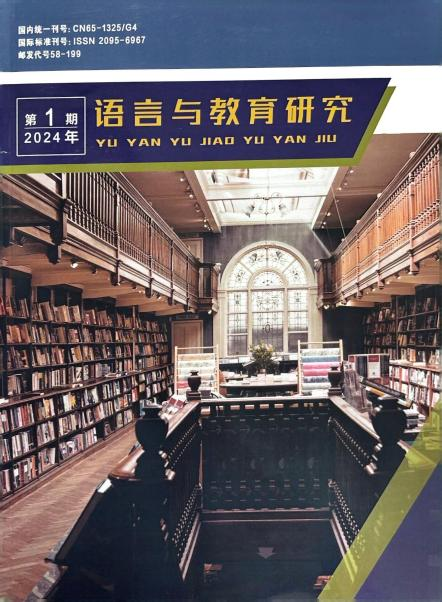 国内统一刊号:CN65-1325/G4
国际标准刊号:ISSN 2095-6967
邮发代号58-199
第1期
2024年
语言与教育研究
YU YAN YU JIAO YU YAN JIU